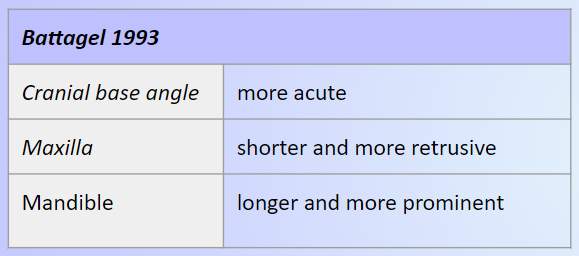 Battagel 1993
Cranial base angle more acute
Maxilla shorter and more retrusive
Mandible longer and more prominent